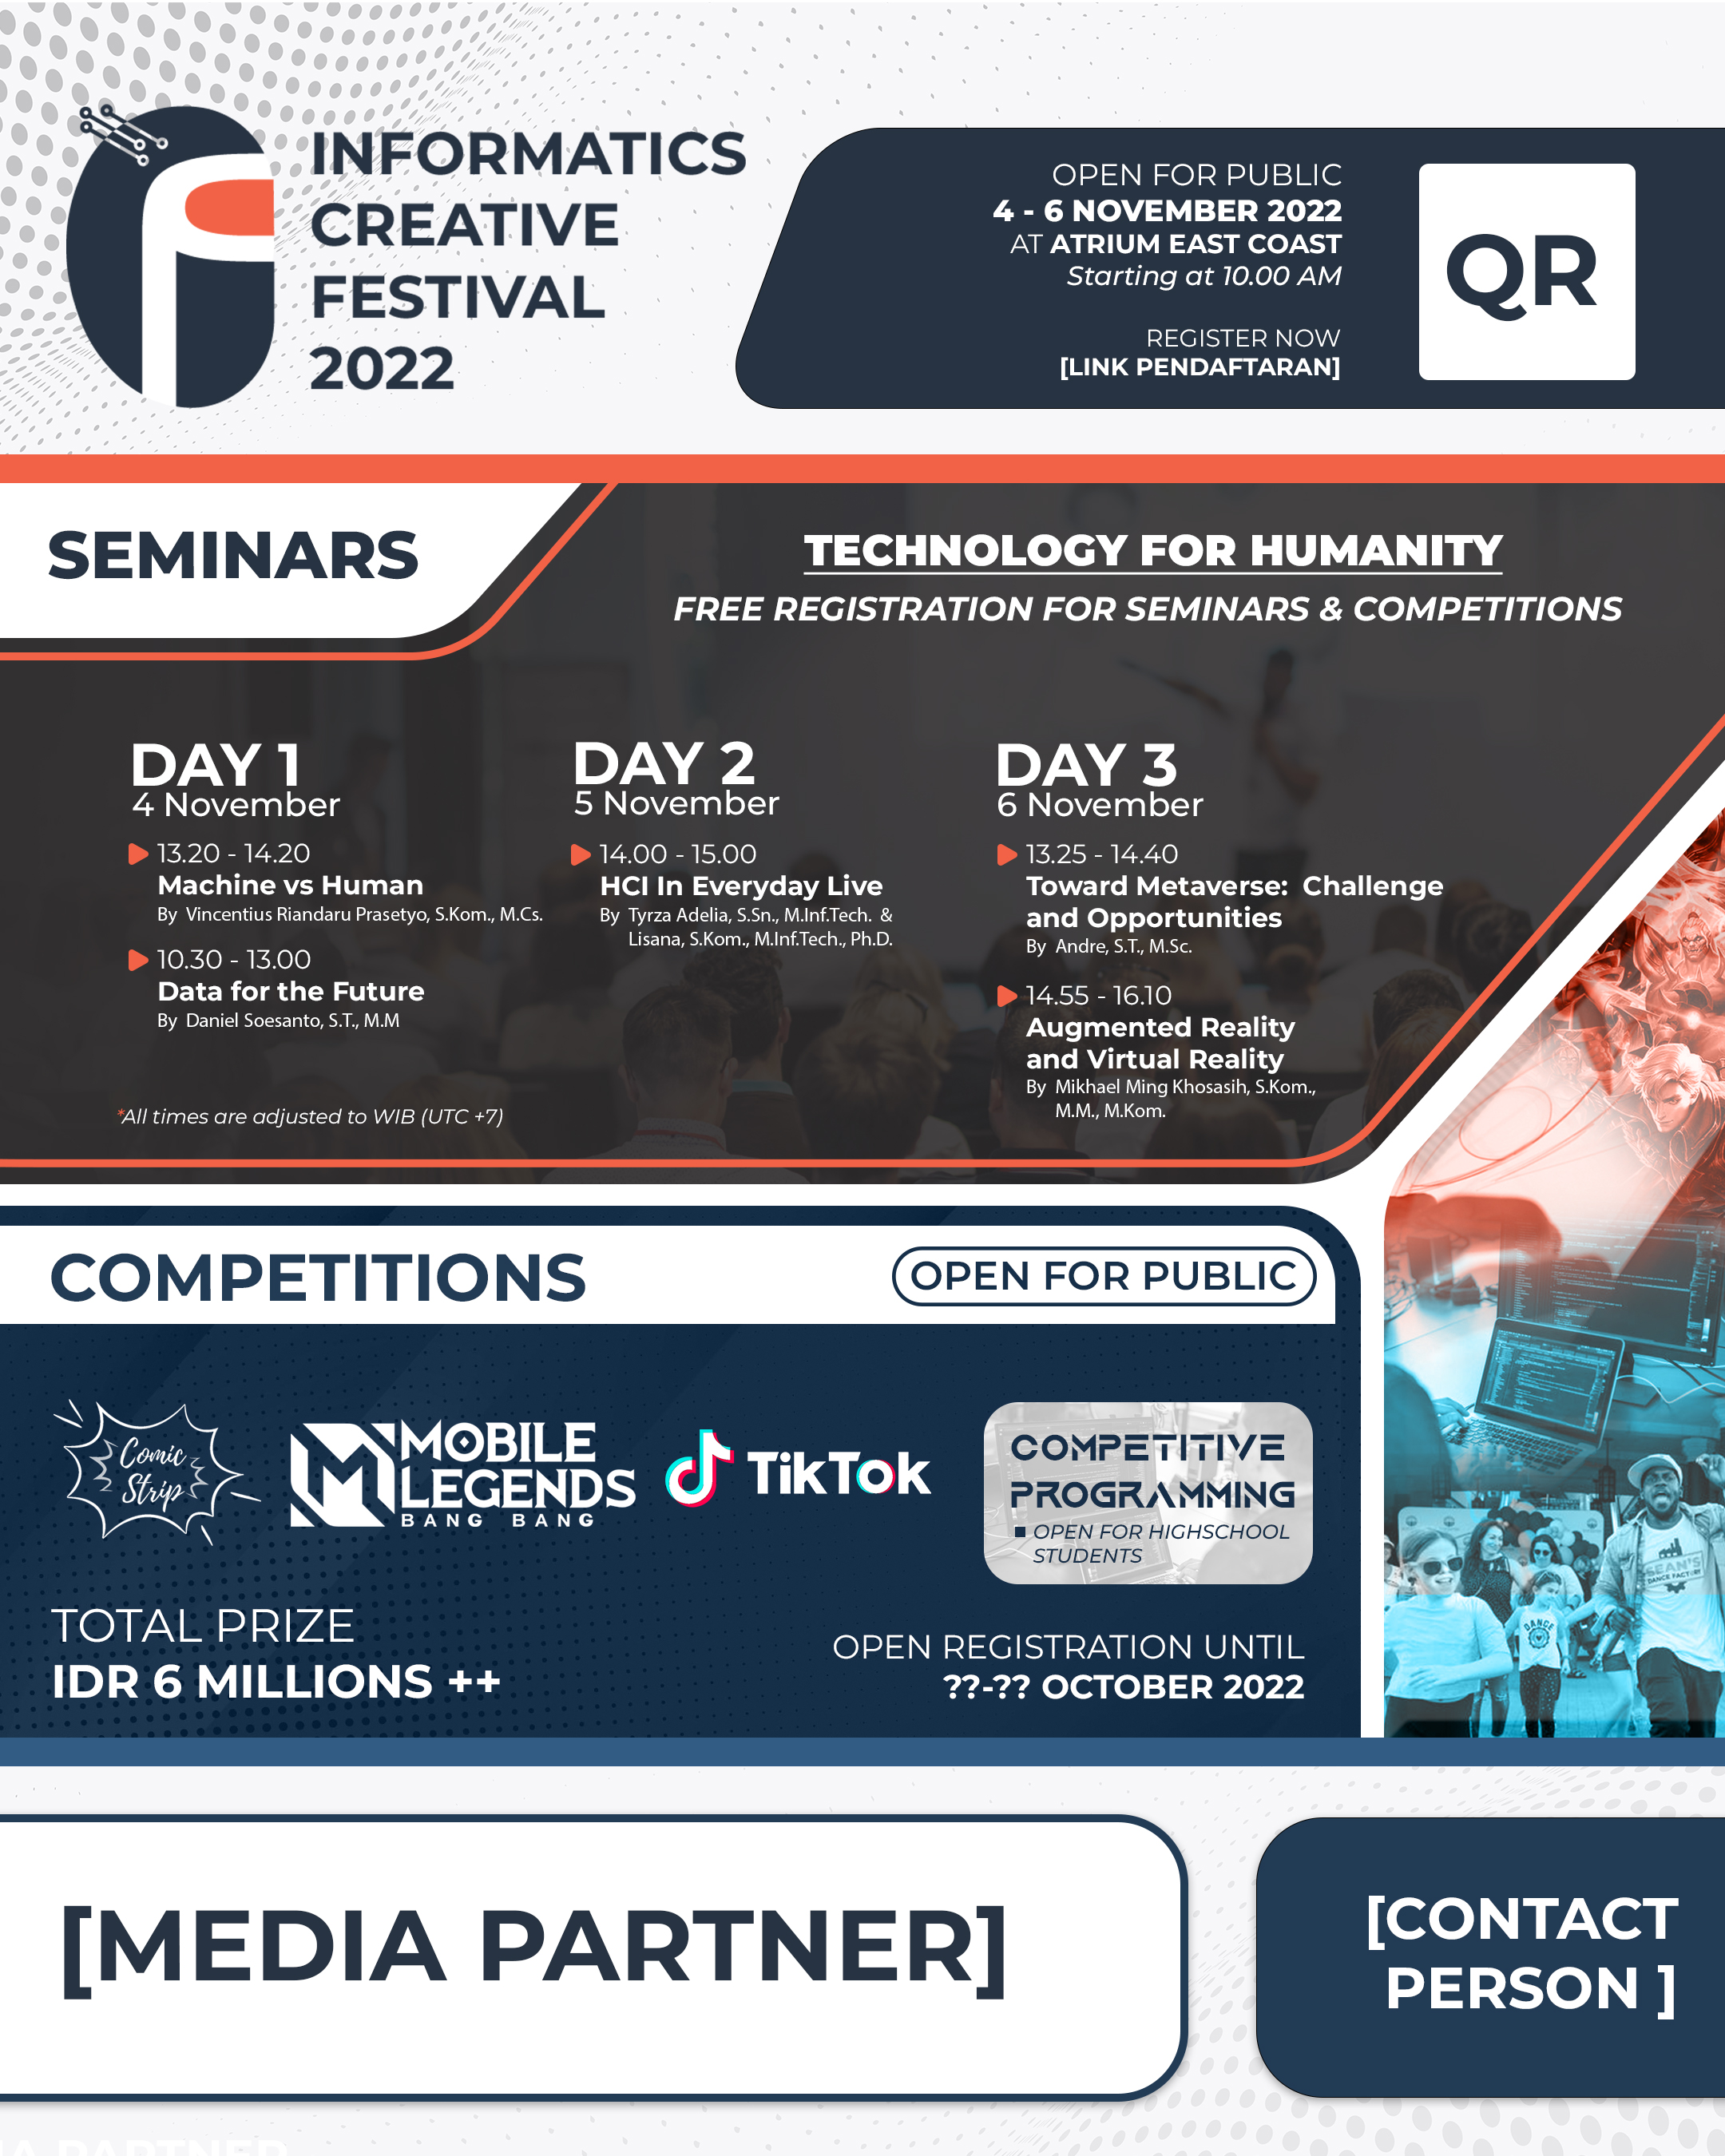 INFORMATICS
CREATIVE
FESTIVAL
2022
OPEN FOR PUBLIC
4 - 6 NOVEMBER 2022
AT ATRIUM EAST COAST
Starting at 10.00 AM
REGISTER NOW
[LINK PENDAFTARAN]
QR
SEMINARS
TECHNOLOGY FOR HUMANITY
FREE REGISTRATION FOR SEMINARS & COMPETITIONS
DAY 1
4 November
13.20 - 14.20
Machine vs Human
By Vincentius Riandaru Prasetyo, S.Kom., M.Cs.
10.30 - 13.00
Data for the Future
By Daniel Soesanto, S.T., M.M
DAY 2
5 November
14.00 - 15.00
HCI In Everyday Live
By Tyrza Adelia, S.Sn., M.Inf.Tech. &
Lisana, S.Kom., M.Inf.Tech., Ph.D.
DAY 3
6 November
13.25 - 14.40
Toward Metaverse: Challenge
and Opportunities
By Andre, S.T., M.Sc.
14.55 - 16.10
Augmented Reality
and Virtual Reality
By Mikhael Ming Khosasih, S.Kom.,
M.M., M.Kom.
*All times are adjusted to WIB (UTC +7)
COMPETITIONS
OPEN FOR PUBLIC
Comic
Strip
MOBILE
LEGENDS
BANG BANG
TikTok
COMPETITIVE
PROGRAMMING
OPEN FOR HIGHSCHOOL
STUDENTS
SEAN'S
DANCE FACTORY
DANCE
TOTAL PRIZE
IDR 6 MILLIONS ++
OPEN REGISTRATION UNTIL
??-?? OCTOBER 2022
[MEDIA PARTNER]
[CONTACT
PERSON ]